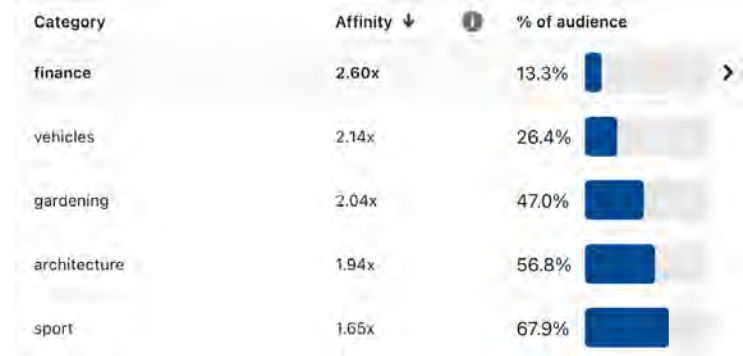 Category Affinity ↓ % of audience
finance 2.60x 13.3%
vehicles 2.14x 26.4%
gardening 2.04x 47.0%
architecture 1.94x 56.8%
sport 1.65x 67.9%